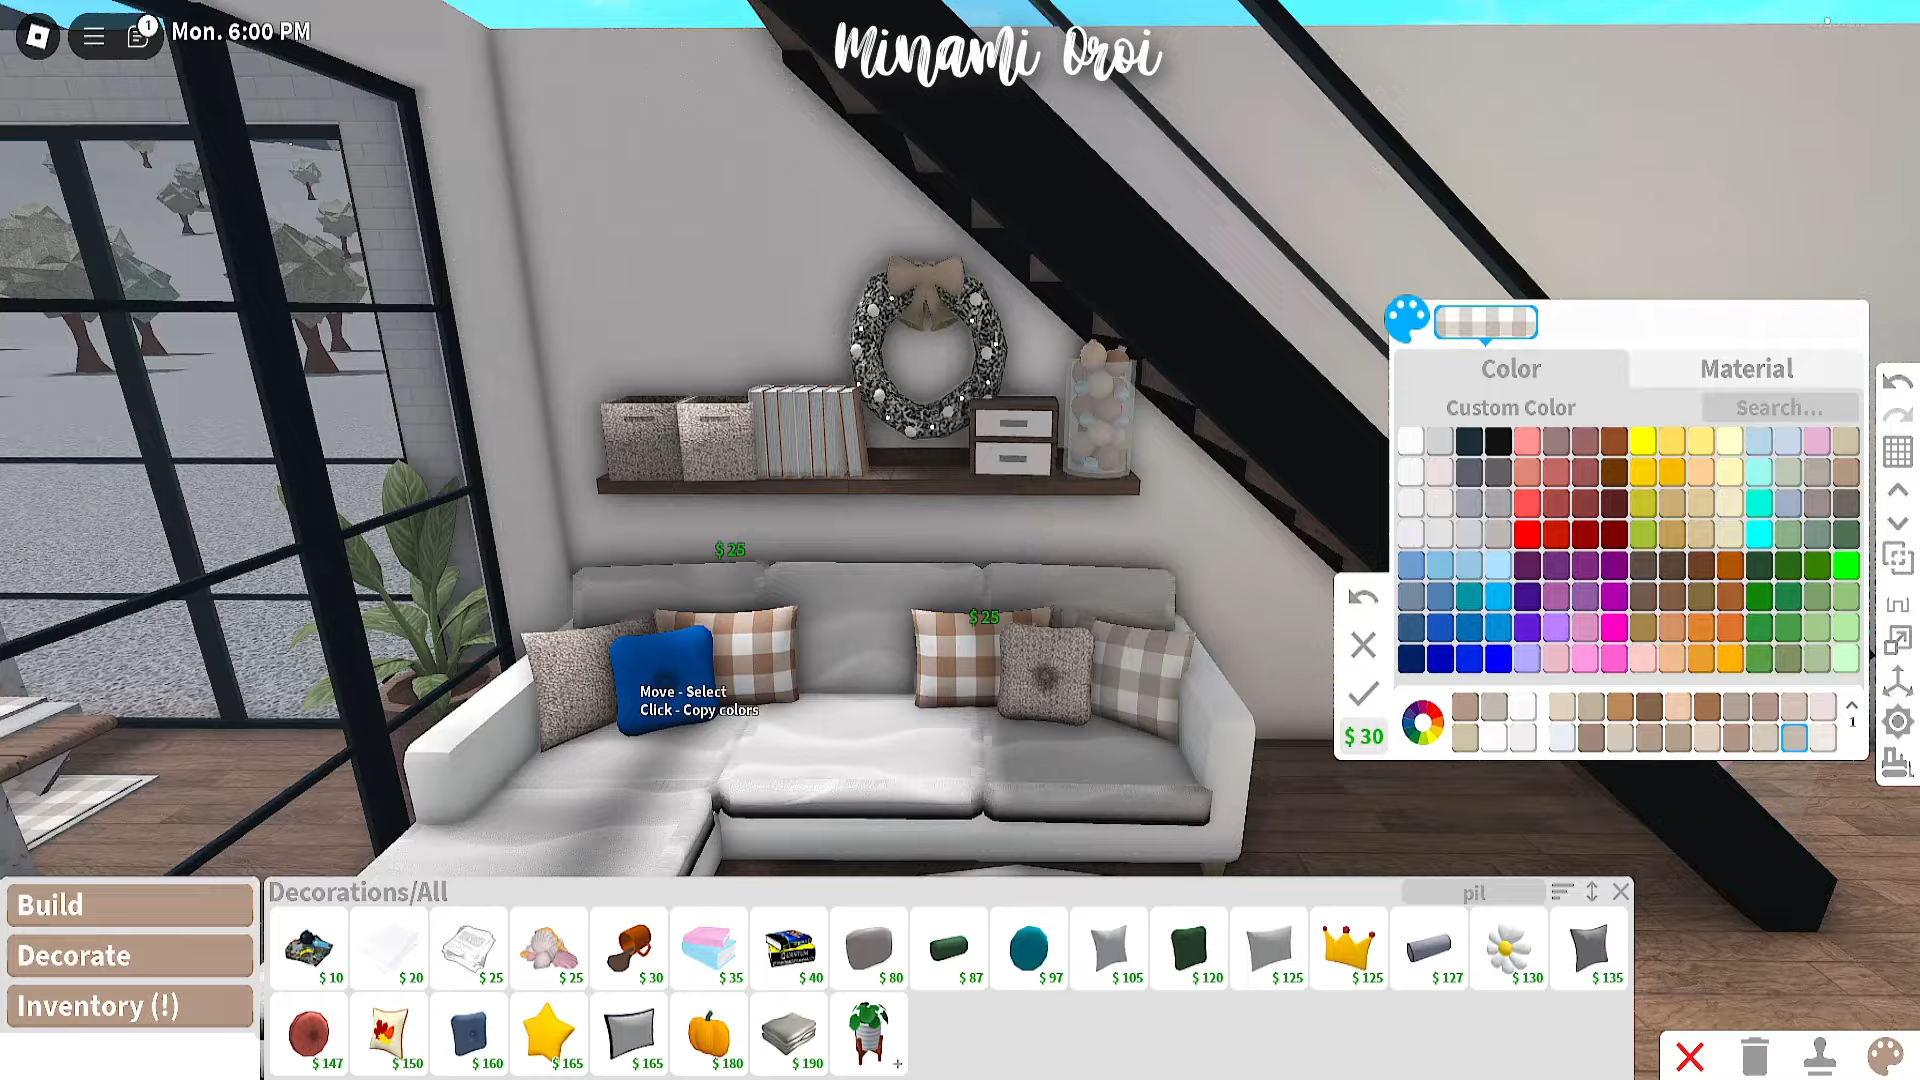 1
Mon. 6:00 PM
Minami Oroi
Color
Material
Custom Color
Search...
$ 25
$ 25
Move - Select
Click - Copy colors
1
$ 30
Build
Decorate
Inventory (!)
Decorations/All
pil
$ 10
$ 20
$ 25
$ 25
$ 30
$ 35
$ 40
$ 80
$ 87
$ 97
$ 105
$ 120
$ 125
$ 125
$ 127
$ 130
$ 135
$ 147
$ 150
$ 160
$ 165
$ 165
$ 180
$ 190
+